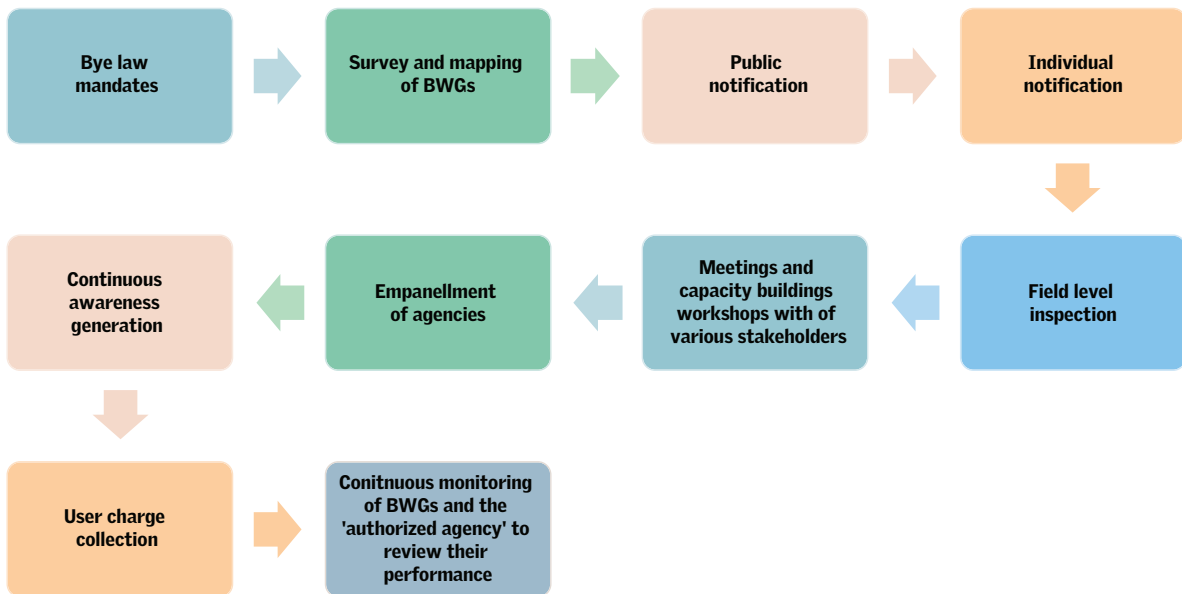 Bye law
mandates
Survey and mapping
of BWGs
Public
notification
Individual
notification
Field level
inspection
Meetings and
capacity buildings
workshops with of
various stakeholders
Empanellment
of agencies
Continuous
awareness
generation
User charge
collection
Conitnuous monitoring
of BWGs and the
'authorized agency' to
review their
performance